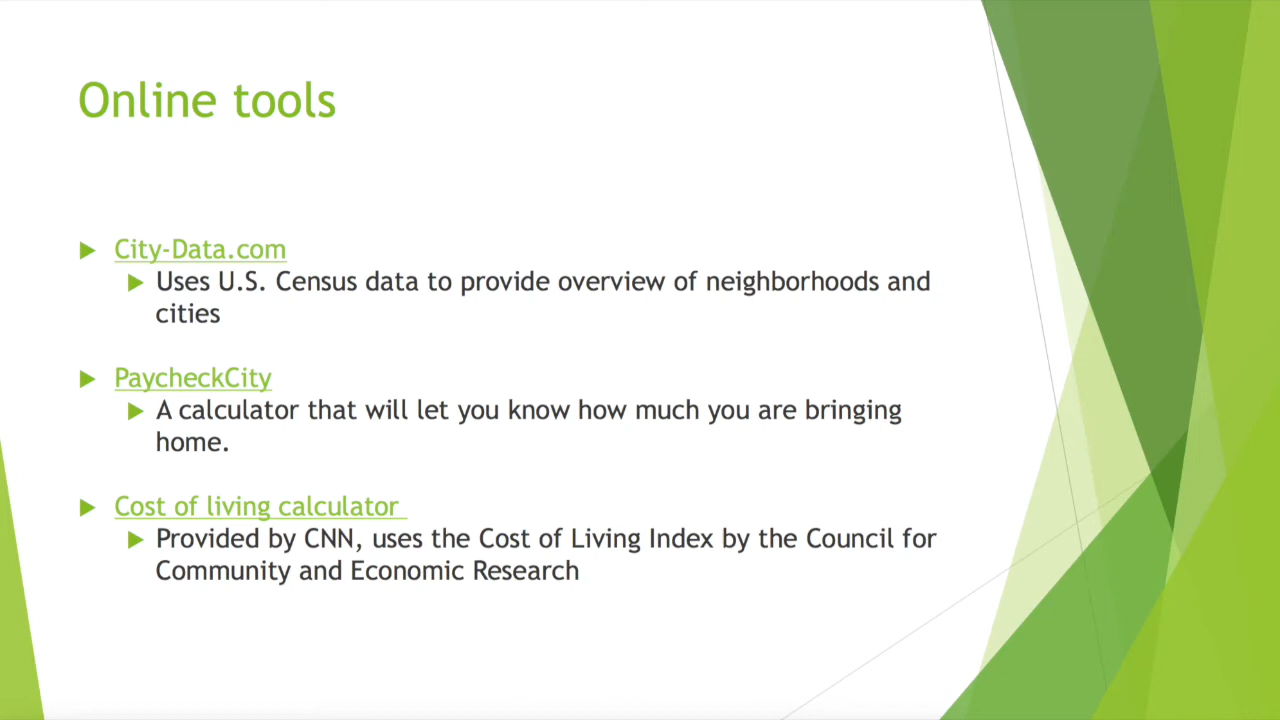 Online tools
City-Data.com
Uses U.S. Census data to provide overview of neighborhoods and
cities
PaycheckCity
A calculator that will let you know how much you are bringing
home.
Cost of living calculator
Provided by CNN, uses the Cost of Living Index by the Council for
Community and Economic Research